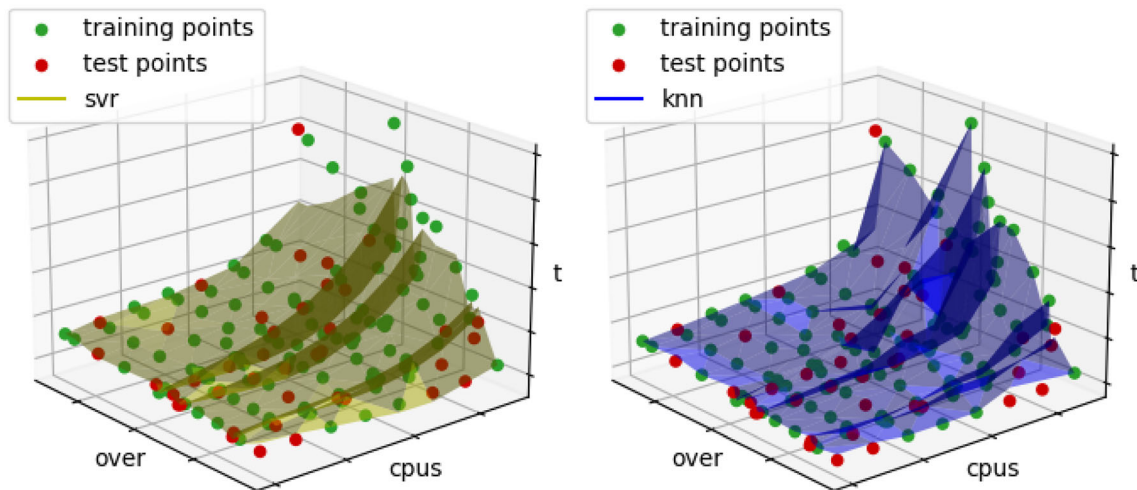 training points
test points
svr
t
over
cpus
training points
test points
knn
t
over
cpus